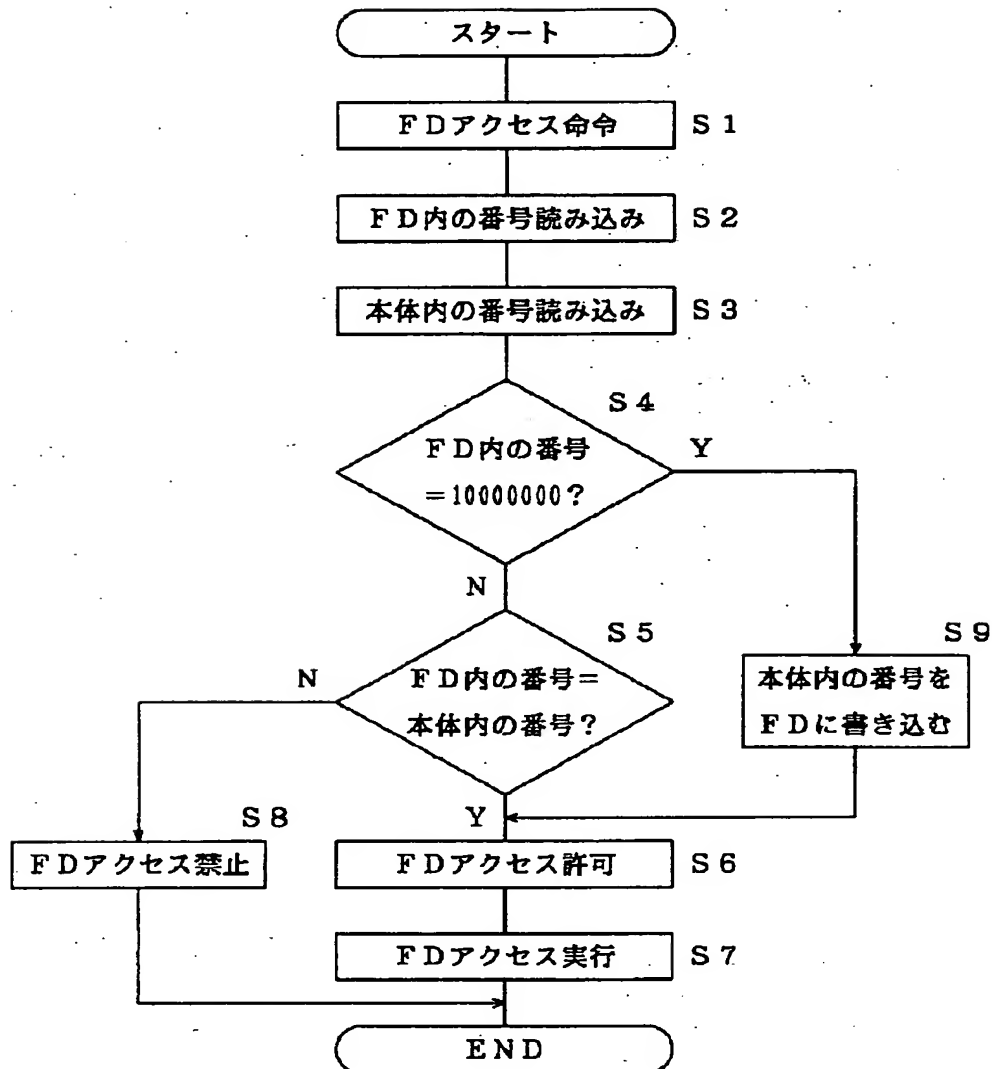 スタート
FDアクセス命令 S1
FD内の番号読み込み S2
本体内の番号読み込み S3
S4
FD内の番号
=10000000?
Y
N
S5
FD内の番号=
本体内の番号?
N
S9
本体内の番号を
FDに書き込む
Y
S8
FDアクセス禁止
FDアクセス許可 S6
FDアクセス実行 S7
END